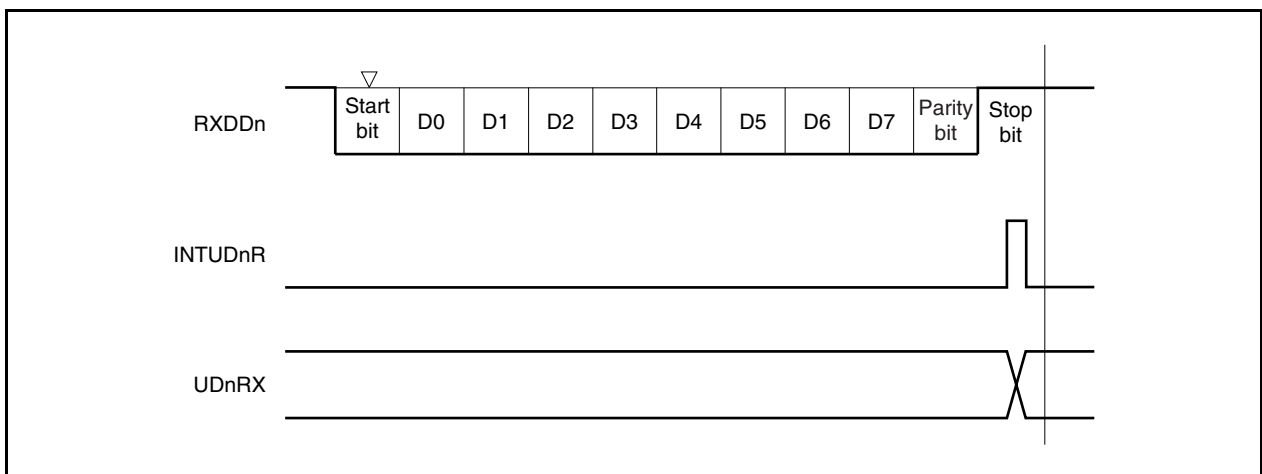 RXDDn
Start bit
D0
D1
D2
D3
D4
D5
D6
D7
Parity bit
Stop bit
INTUDnR
UDnRX